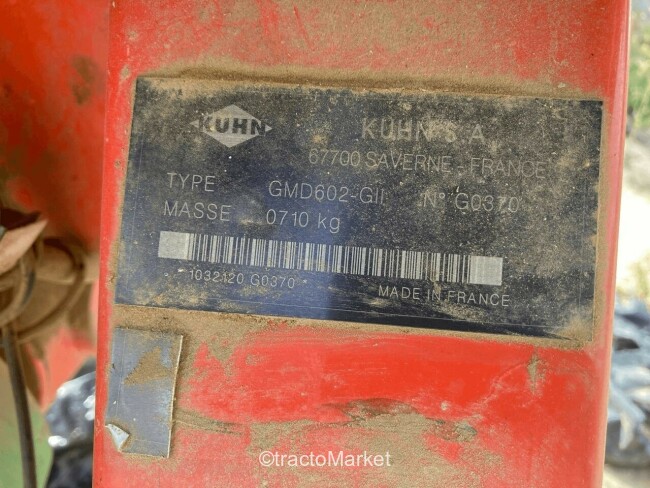 KUHN
KUHN S.A
67700 SAVERNE - FRANCE
TYPE GMD602-GII N° G0370
MASSE 0710 kg
1032120 G0370
MADE IN FRANCE
©tractoMarket